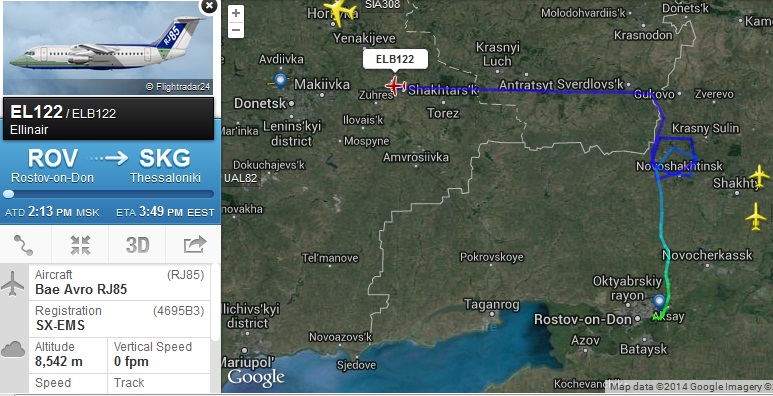 RJ85
© Flightradar24
EL122 / ELB122
Ellinair
ROV SKG
Rostov-on-Don Thessaloniki
ATD 2:13 PM MSK ETA 3:49 PM EEST
3D
Aircraft (RJ85)
Bae Avro RJ85
Registration (4695B3)
SX-EMS
Altitude Vertical Speed
8,542 m 0 fpm
Speed Track
+
-
SIA308
Horlivka
Yenakijeve
Avdiivka
ELB122
Makiivka
Donetsk
Zuhres
Shakhtars'k
Krasnyi
Luch
Antratsyt
Sverdlovs'k
Molodohvardiis'k
Donets'k
Krasnodon
Gukovo
Zverevo
Krasny Sulin
Mar'inka
Lenins'kyi
district
Ilovais'k
Torez
Mospyne
Dokuchajevs'k
Amvrosiivka
UAL82
novakha
Novoshakhtinsk
Shakhty
Novocherkassk
Tel'manove
Pokrovskoye
Oktyabrskiy
rayon
Taganrog
Rostov-on-Don
Aksay
Bataysk
Azov
llichivs'kyi
district
Novoazovs'k
Sjedove
Mariupol'
Google
Kochevanchik
Map data ©2014 Google Imagery ©